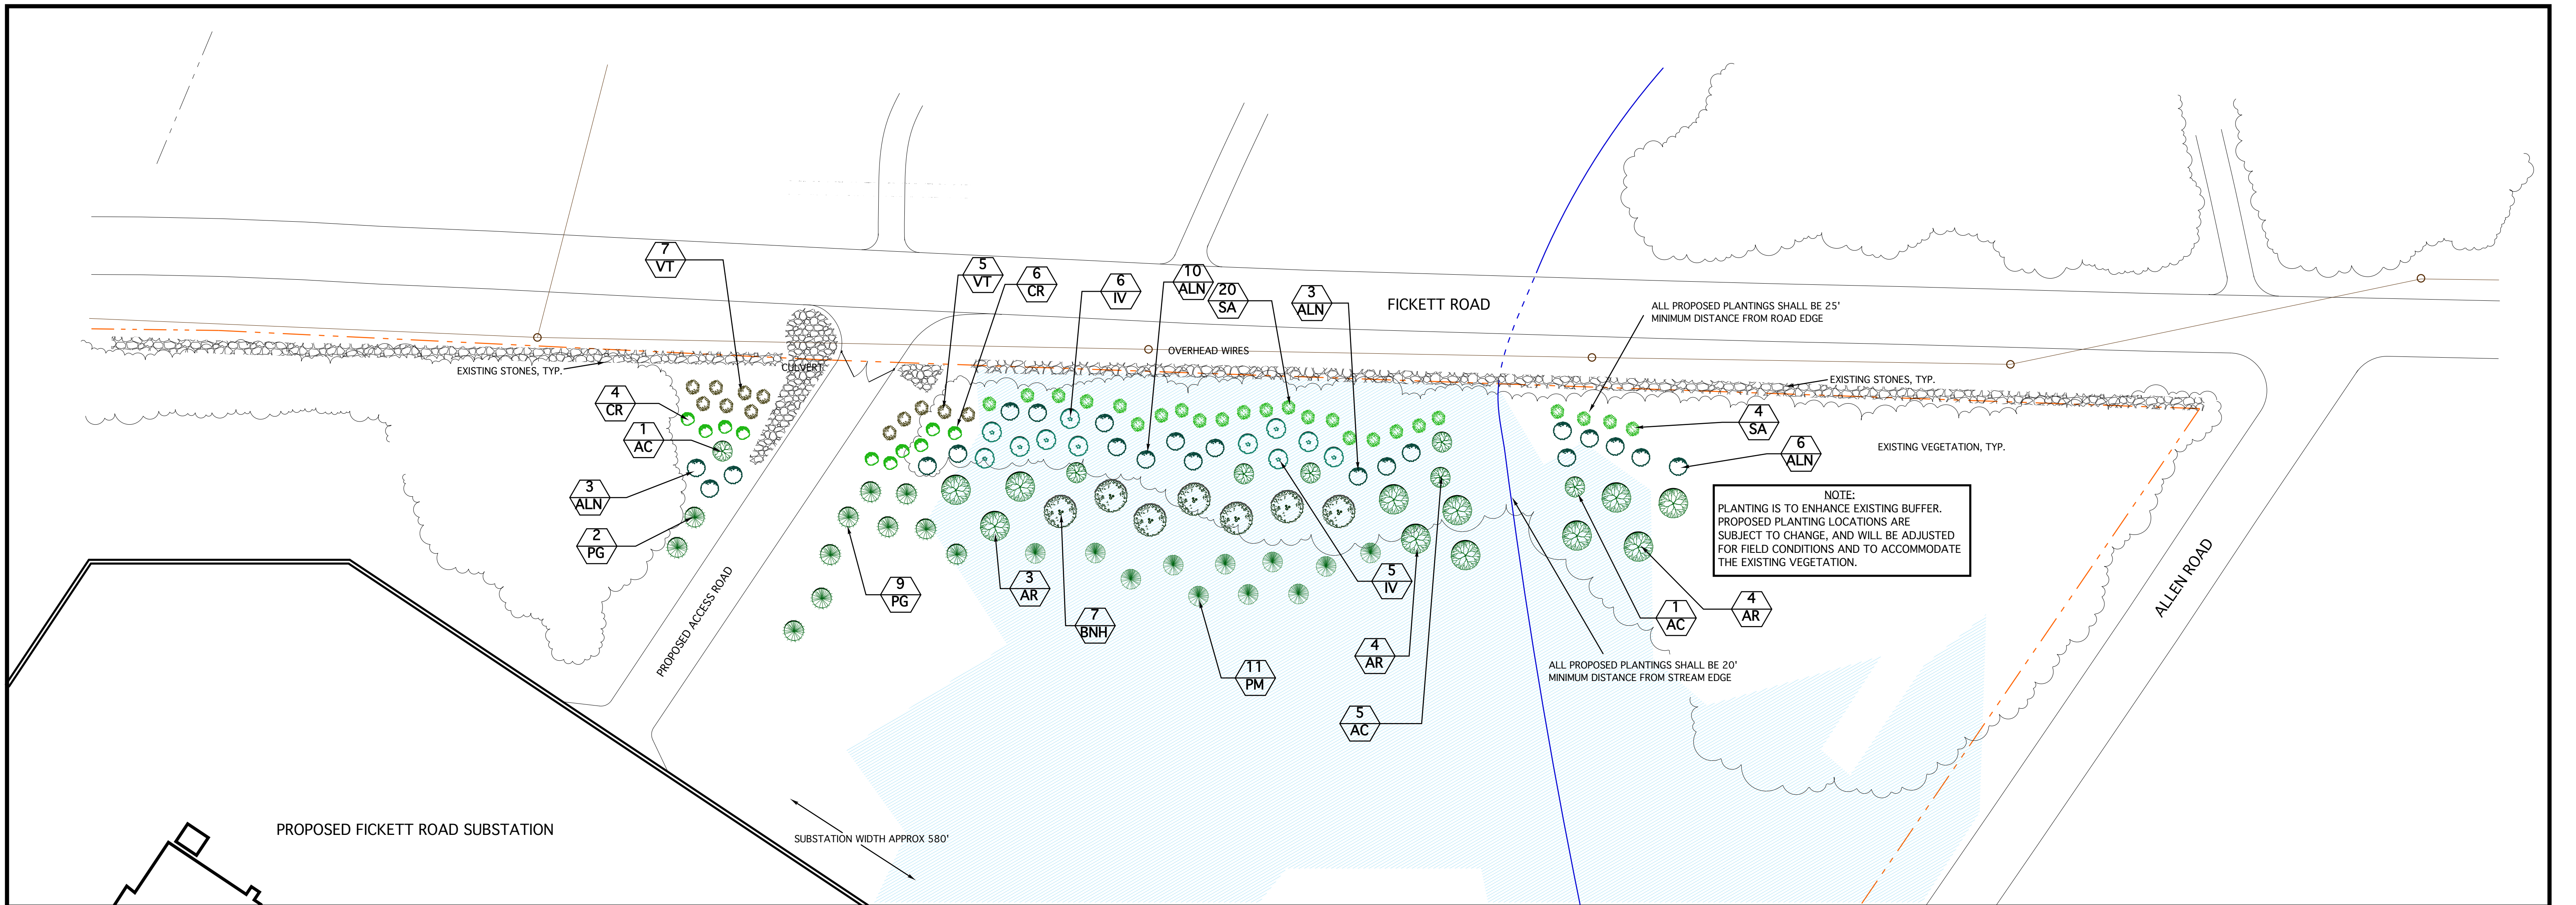 7
VT
5
VT
6
CR
6
IV
10
ALN
20
SA
3
ALN
FICKETT ROAD
ALL PROPOSED PLANTINGS SHALL BE 25'
MINIMUM DISTANCE FROM ROAD EDGE
OVERHEAD WIRES
EXISTING STONES, TYP.
CULVERT
EXISTING STONES, TYP.
4
CR
1
AC
3
ALN
2
PG
4
SA
6
ALN
EXISTING VEGETATION, TYP.
NOTE:
PLANTING IS TO ENHANCE EXISTING BUFFER.
PROPOSED PLANTING LOCATIONS ARE
SUBJECT TO CHANGE, AND WILL BE ADJUSTED
FOR FIELD CONDITIONS AND TO ACCOMMODATE
THE EXISTING VEGETATION.
9
PG
3
AR
7
BNH
5
IV
11
PM
4
AR
5
AC
1
AC
4
AR
ALL PROPOSED PLANTINGS SHALL BE 20'
MINIMUM DISTANCE FROM STREAM EDGE
PROPOSED ACCESS ROAD
ALLEN ROAD
PROPOSED FICKETT ROAD SUBSTATION
SUBSTATION WIDTH APPROX 580'